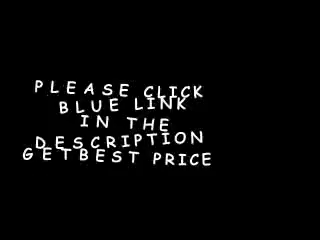 PLEASE CLICK
BLUE LINK
IN THE
DESCRIPTION
GETBEST PRICE